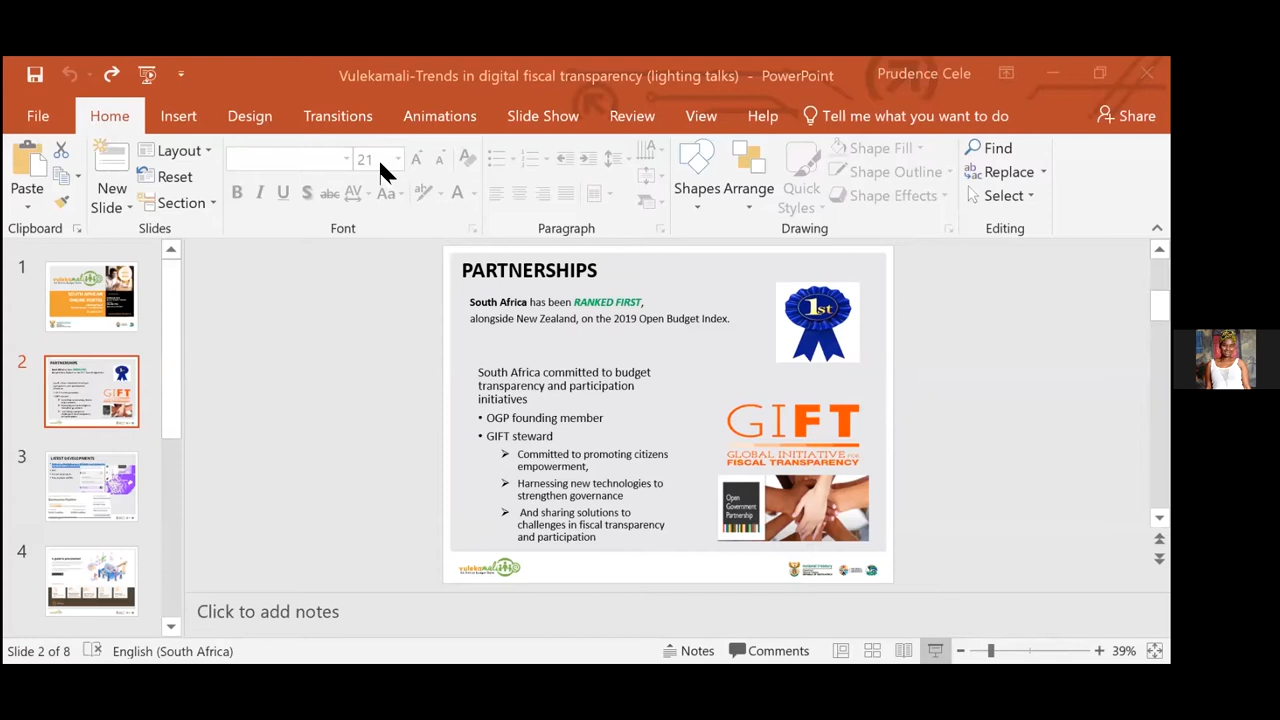 Vulekamali-Trends in digital fiscal transparency (lighting talks) - PowerPoint
Prudence Cele
File
Home
Insert
Design
Transitions
Animations
Slide Show
Review
View
Help
Tell me what you want to do
Share
Paste
New
Slide
Layout
Reset
Section
21
B I U S abc AV Aa A
Shapes
Arrange
Quick
Styles
Shape Fill
Shape Outline
Shape Effects
Find
Replace
Select
Clipboard
Slides
Font
Paragraph
Drawing
Editing
1
2
3
4
PARTNERSHIPS
South Africa has been RANKED FIRST,
alongside New Zealand, on the 2019 Open Budget Index.
1st
South Africa committed to budget
transparency and participation
initiatives
• OGP founding member
• GIFT steward
➢ Committed to promoting citizens
empowerment,
➢ Harnessing new technologies to
strengthen governance
➢ And sharing solutions to
challenges in fiscal transparency
and participation
GIFT
GLOBAL INITIATIVE FOR
FISCAL TRANSPARENCY
Open
Government
Partnership
vulekamali
Click to add notes
Slide 2 of 8
English (South Africa)
Notes
Comments
39%